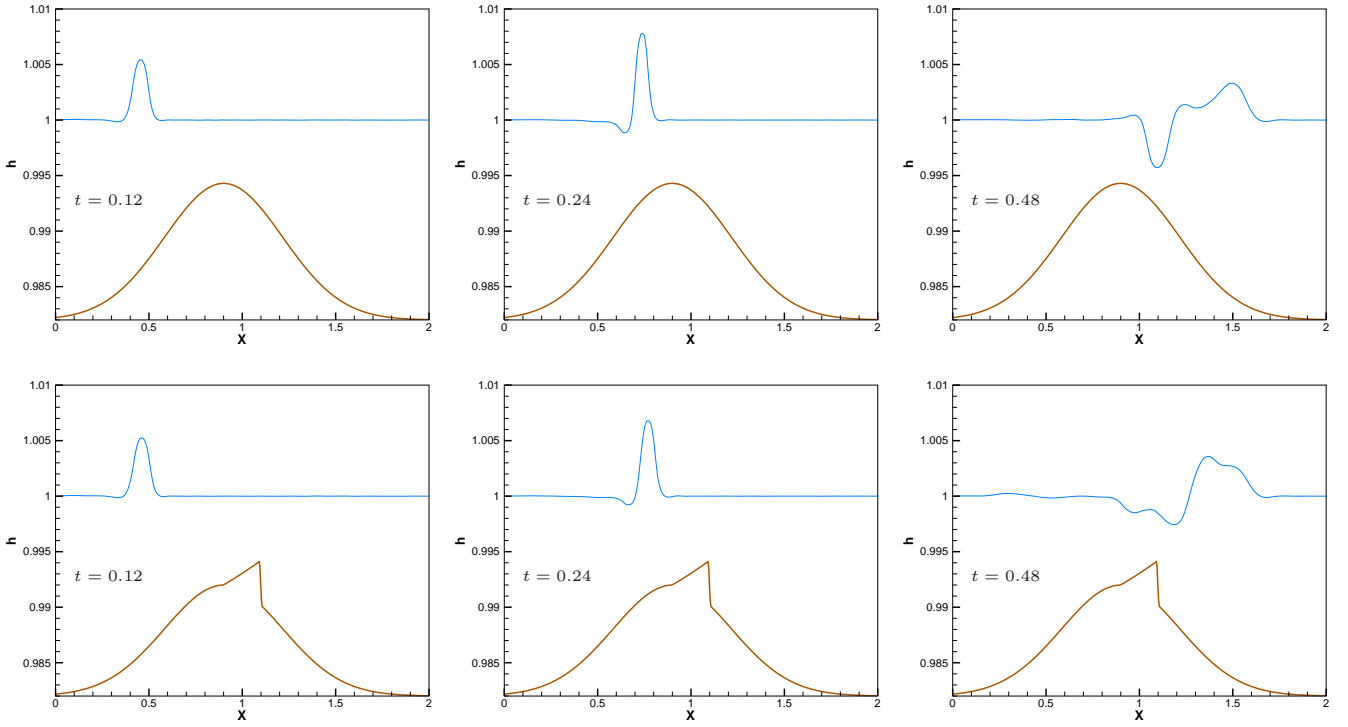 1.01 1.01 1.01
1.005 1.005 1.005
1 1 1
h h h
0.995 0.995 0.995
t = 0.12 t = 0.24 t = 0.48
0.99 0.99 0.99
0.985 0.985 0.985
0 0.5 1 1.5 2 0 0.5 1 1.5 2 0 0.5 1 1.5 2
X X X
1.01 1.01 1.01
1.005 1.005 1.005
1 1 1
h h h
0.995 0.995 0.995
t = 0.12 t = 0.24 t = 0.48
0.99 0.99 0.99
0.985 0.985 0.985
0 0.5 1 1.5 2 0 0.5 1 1.5 2 0 0.5 1 1.5 2
X X X